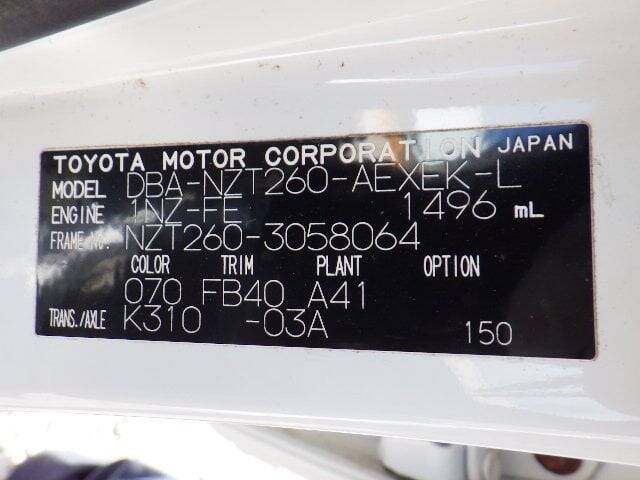 TOYOTA MOTOR CORPORATION JAPAN
MODEL DBA-NZT260-AEXEK-L
ENGINE 1NZ-FE 1496 mL
FRAME No. NZT260-3058064
COLOR TRIM PLANT OPTION
070 FB40 A41
TRANS./AXLE K310 -03A 150